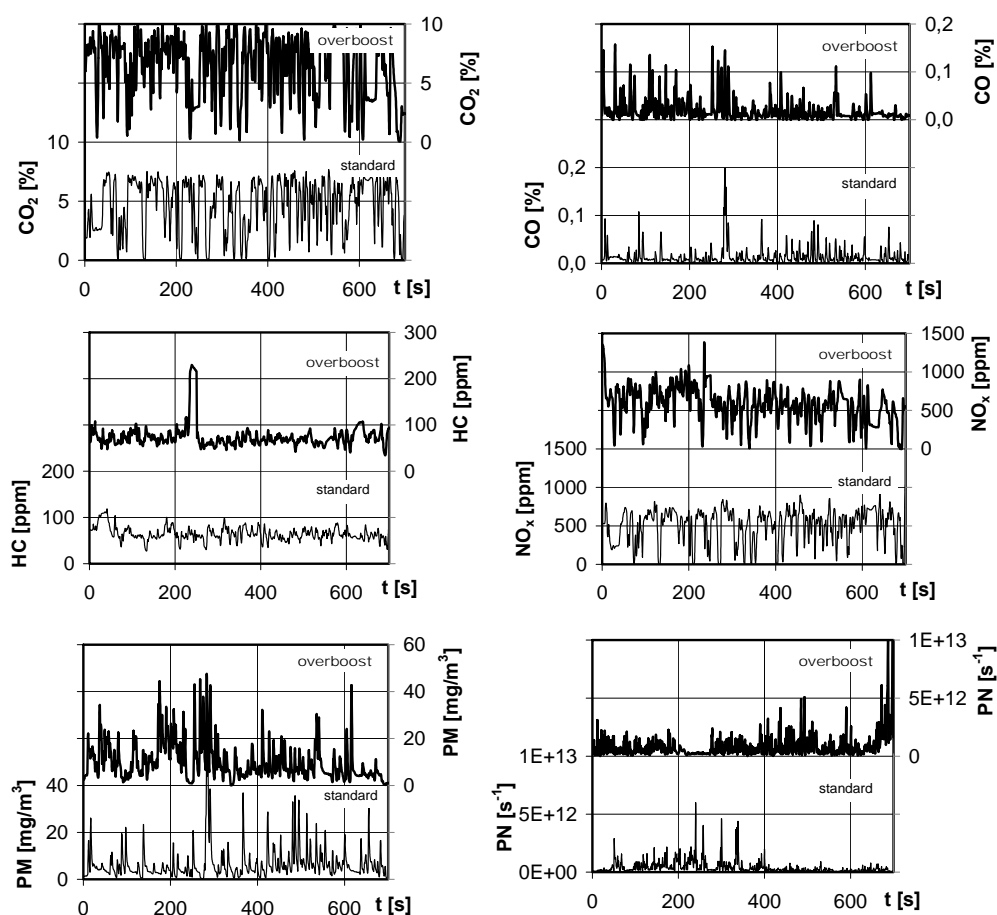 10
overboost
CO₂ [%]
5
0
10
standard
CO₂ [%]
5
0
0 200 400 600
t [s]
0,2
overboost
CO [%]
0,1
0,0
0,2
standard
CO [%]
0,1
0,0
0 200 400 600
t [s]
300
overboost
HC [ppm]
200
100
0
200
standard
HC [ppm]
100
0
0 200 400 600
t [s]
1500
overboost
NOₓ [ppm]
1000
500
0
1500
standard
NOₓ [ppm]
1000
500
0
0 200 400 600
t [s]
60
overboost
PM [mg/m³]
40
20
0
40
standard
PM [mg/m³]
20
0
0 200 400 600
t [s]
1E+13
overboost
PN [s⁻¹]
5E+12
0
1E+13
standard
PN [s⁻¹]
5E+12
0E+00
0 200 400 600
t [s]